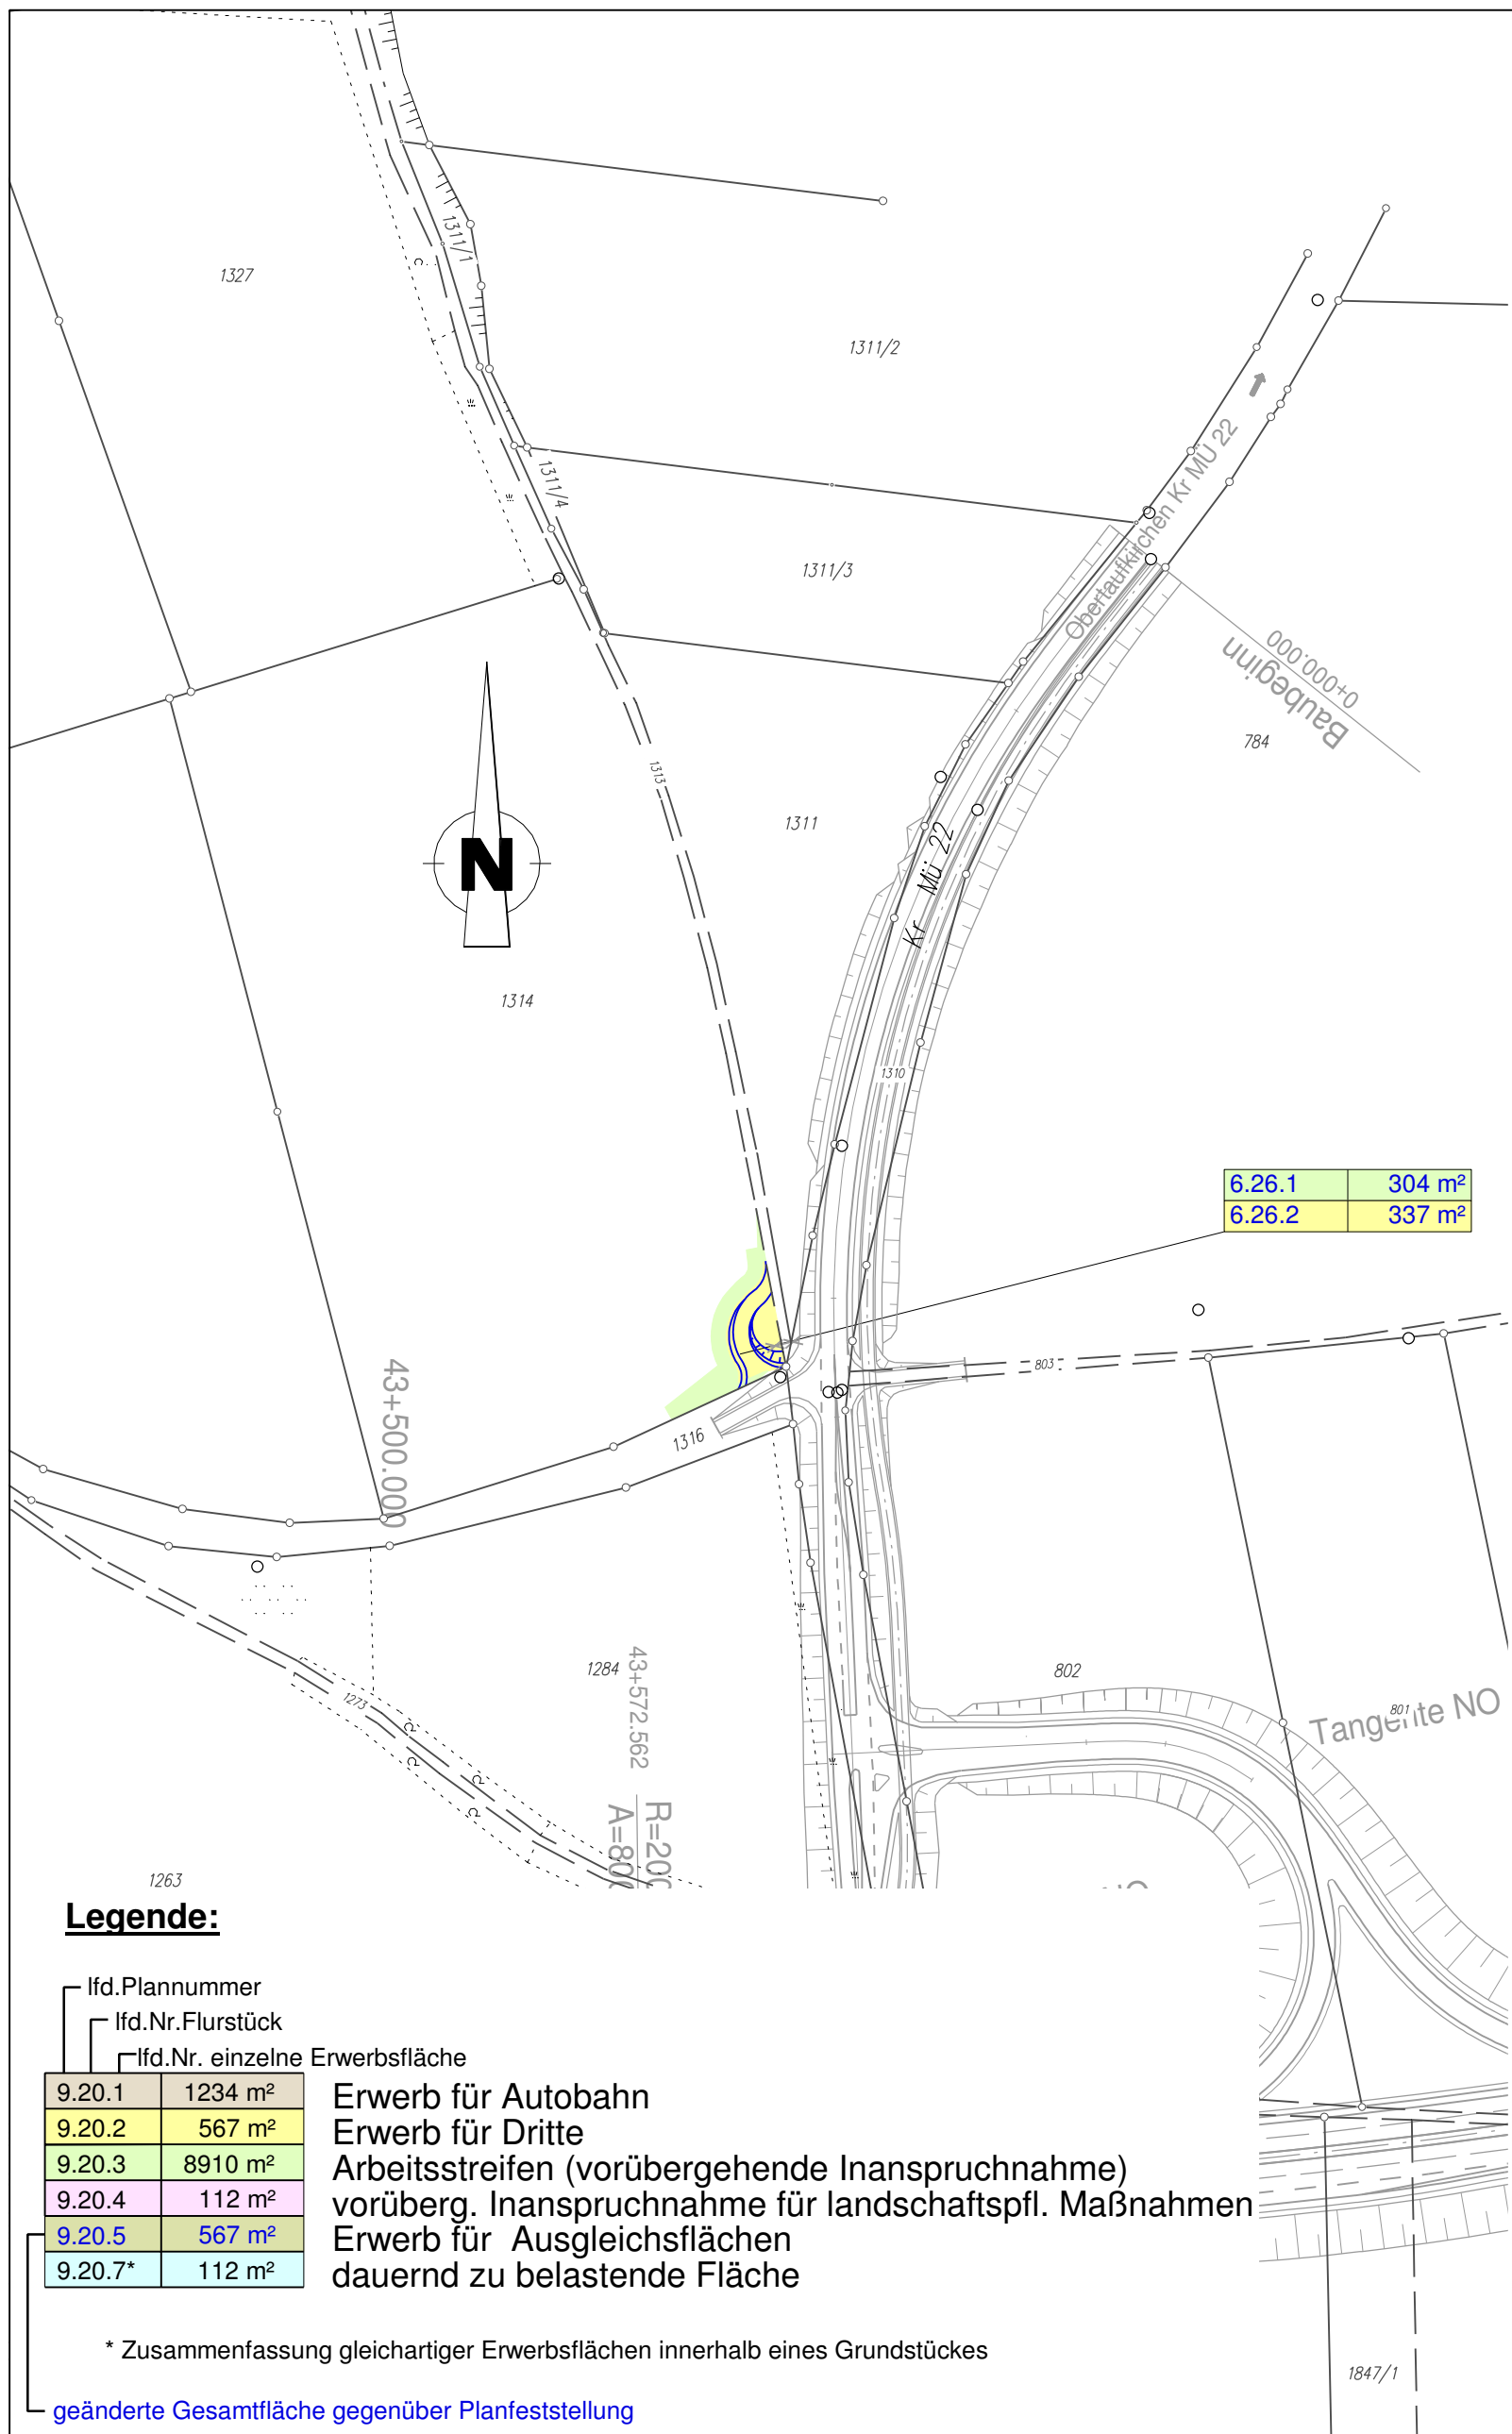 1327
1311/1
1311/2
Obertaufkirchen Kr MÜ 22
1311/4
1311/3
0+000.000
Baubeginn
784
1313
1311
N
Kr Mü 22
1314
1310
6.26.1 304 m²
6.26.2 337 m²
803
43+500.000
1316
1284
43+572.562
802
801
Tangente NO
1273
R=200
A=800
1263
NO
Legende:
lfd.Plannummer
lfd.Nr.Flurstück
lfd.Nr. einzelne Erwerbsfläche
9.20.1 1234 m² Erwerb für Autobahn
9.20.2 567 m² Erwerb für Dritte
9.20.3 8910 m² Arbeitsstreifen (vorübergehende Inanspruchnahme)
9.20.4 112 m² vorüberg. Inanspruchnahme für landschaftspfl. Maßnahmen
9.20.5 567 m² Erwerb für Ausgleichsflächen
9.20.7* 112 m² dauernd zu belastende Fläche
* Zusammenfassung gleichartiger Erwerbsflächen innerhalb eines Grundstückes
1847/1
geänderte Gesamtfläche gegenüber Planfeststellung